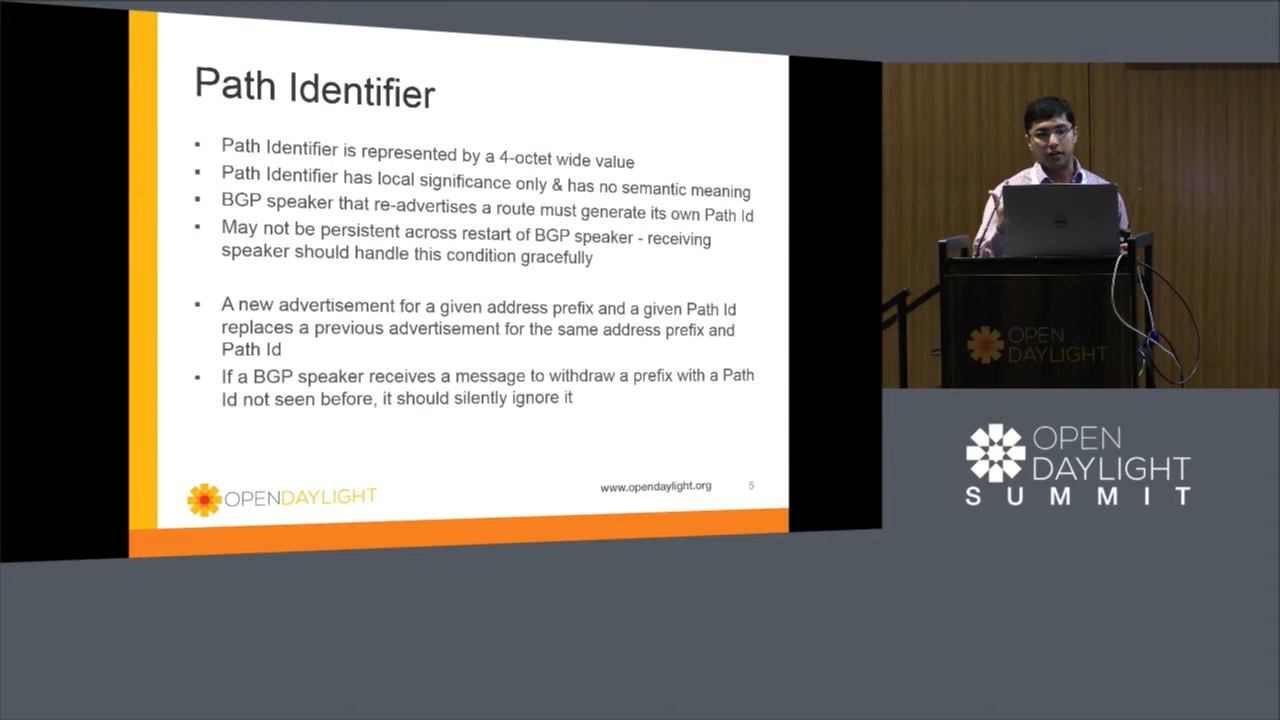 Path Identifier
▪ Path Identifier is represented by a 4-octet wide value
▪ Path Identifier has local significance only & has no semantic meaning
▪ BGP speaker that re-advertises a route must generate its own Path Id
▪ May not be persistent across restart of BGP speaker - receiving
speaker should handle this condition gracefully
▪ A new advertisement for a given address prefix and a given Path Id
replaces a previous advertisement for the same address prefix and
Path Id
▪ If a BGP speaker receives a message to withdraw a prefix with a Path
Id not seen before, it should silently ignore it
OPENDAYLIGHT
www.opendaylight.org
5
OPEN
DAYLIGHT
OPEN
DAYLIGHT
SUMMIT